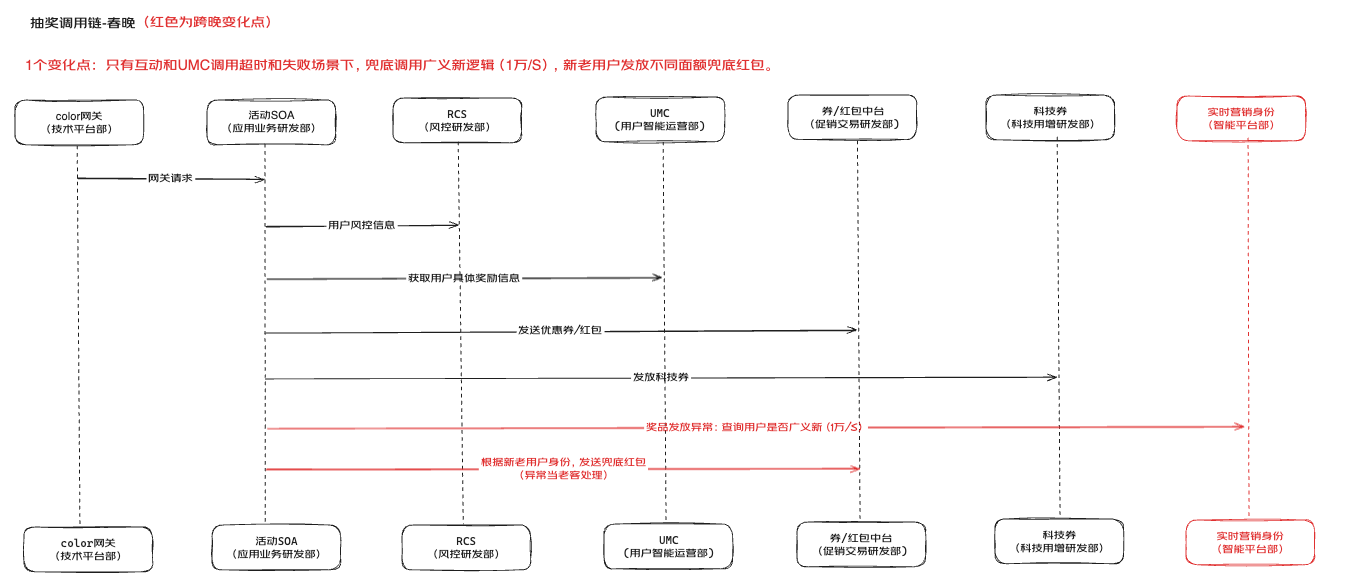 抽奖调用链-春晚（红色为跨晚变化点）
1个变化点：只有互动和UMC调用超时和失败场景下，兜底调用广义新逻辑（1万/S），新老用户发放不同面额兜底红包。
color网关
（技术平台部）
活动SOA
（应用业务研发部）
RCS
（风控研发部）
UMC
（用户智能运营部）
券/红包中台
（促销交易研发部）
科技券
（科技用增研发部）
实时营销身份
（智能平台部）
网关请求
用户风控信息
获取用户具体奖励信息
发送优惠券/红包
发放科技券
奖品发放异常：查询用户是否广义新（1万/S）
根据新老用户身份，发送兜底红包
（异常当老客处理）
color网关
（技术平台部）
活动SOA
（应用业务研发部）
RCS
（风控研发部）
UMC
（用户智能运营部）
券/红包中台
（促销交易研发部）
科技券
（科技用增研发部）
实时营销身份
（智能平台部）